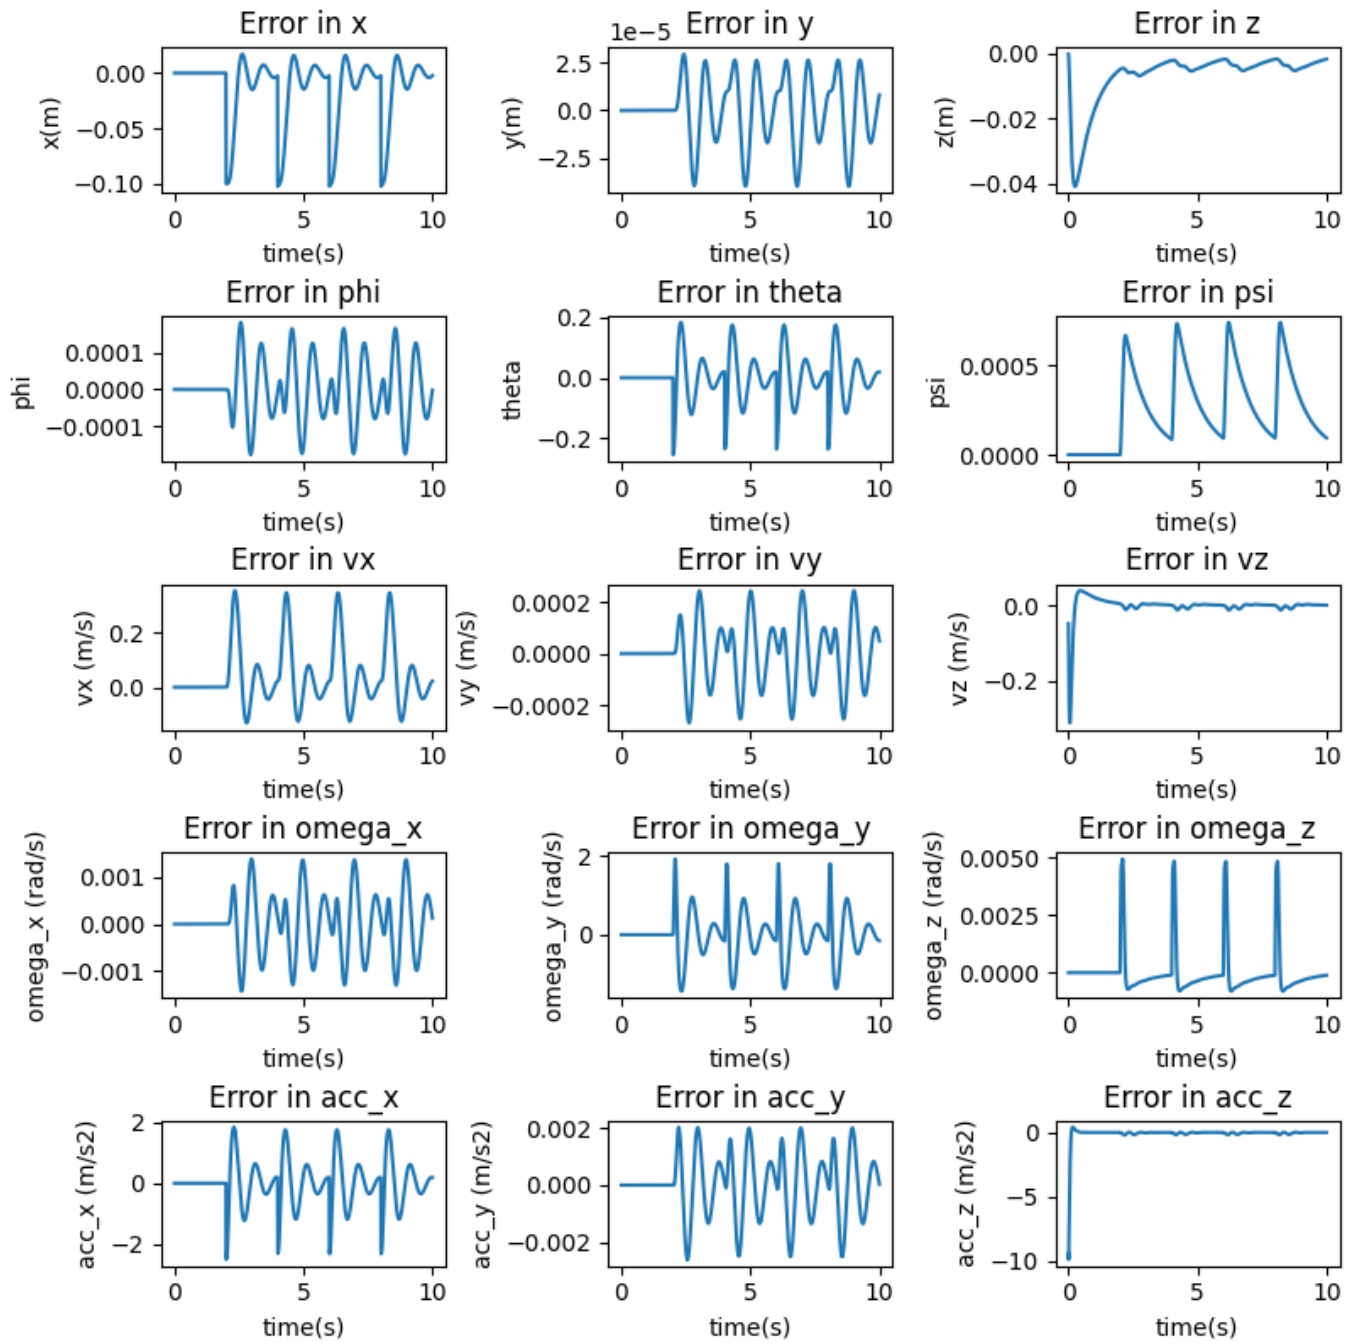 Error in x
0.00
−0.05
−0.10
x(m)
0 5 10
time(s)
1e−5
Error in y
2.5
0.0
−2.5
y(m)
0 5 10
time(s)
Error in z
0.00
−0.02
−0.04
z(m)
0 5 10
time(s)
Error in phi
0.0001
0.0000
−0.0001
phi
0 5 10
time(s)
Error in theta
0.2
0.0
−0.2
theta
0 5 10
time(s)
Error in psi
0.0005
0.0000
psi
0 5 10
time(s)
Error in vx
0.2
0.0
vx (m/s)
0 5 10
time(s)
Error in vy
0.0002
0.0000
−0.0002
vy (m/s)
0 5 10
time(s)
Error in vz
0.0
−0.2
vz (m/s)
0 5 10
time(s)
Error in omega_x
0.001
0.000
−0.001
omega_x (rad/s)
0 5 10
time(s)
Error in omega_y
2
0
omega_y (rad/s)
0 5 10
time(s)
Error in omega_z
0.0050
0.0025
0.0000
omega_z (rad/s)
0 5 10
time(s)
Error in acc_x
2
0
−2
acc_x (m/s2)
0 5 10
time(s)
Error in acc_y
0.002
0.000
−0.002
acc_y (m/s2)
0 5 10
time(s)
Error in acc_z
0
−5
−10
acc_z (m/s2)
0 5 10
time(s)